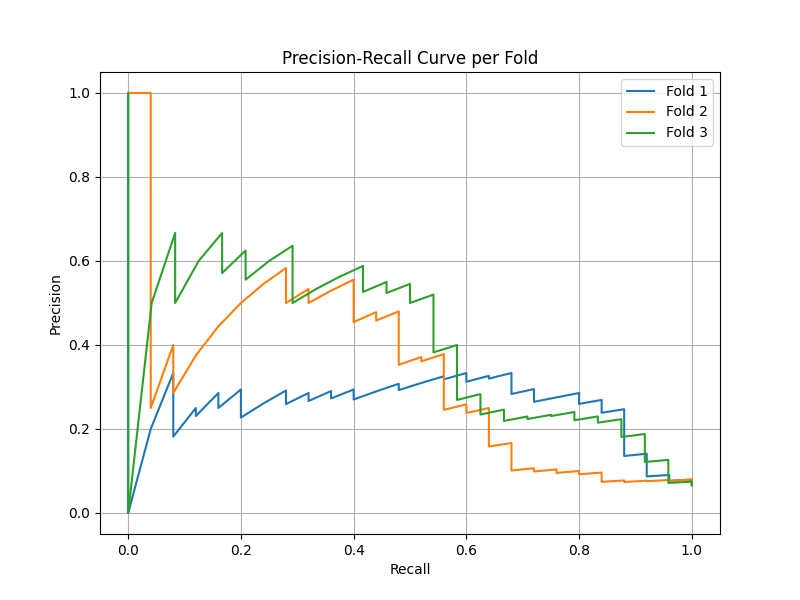 Precision-Recall Curve per Fold
Fold 1
Fold 2
Fold 3
Precision
1.0
0.8
0.6
0.4
0.2
0.0
0.0 0.2 0.4 0.6 0.8 1.0
Recall